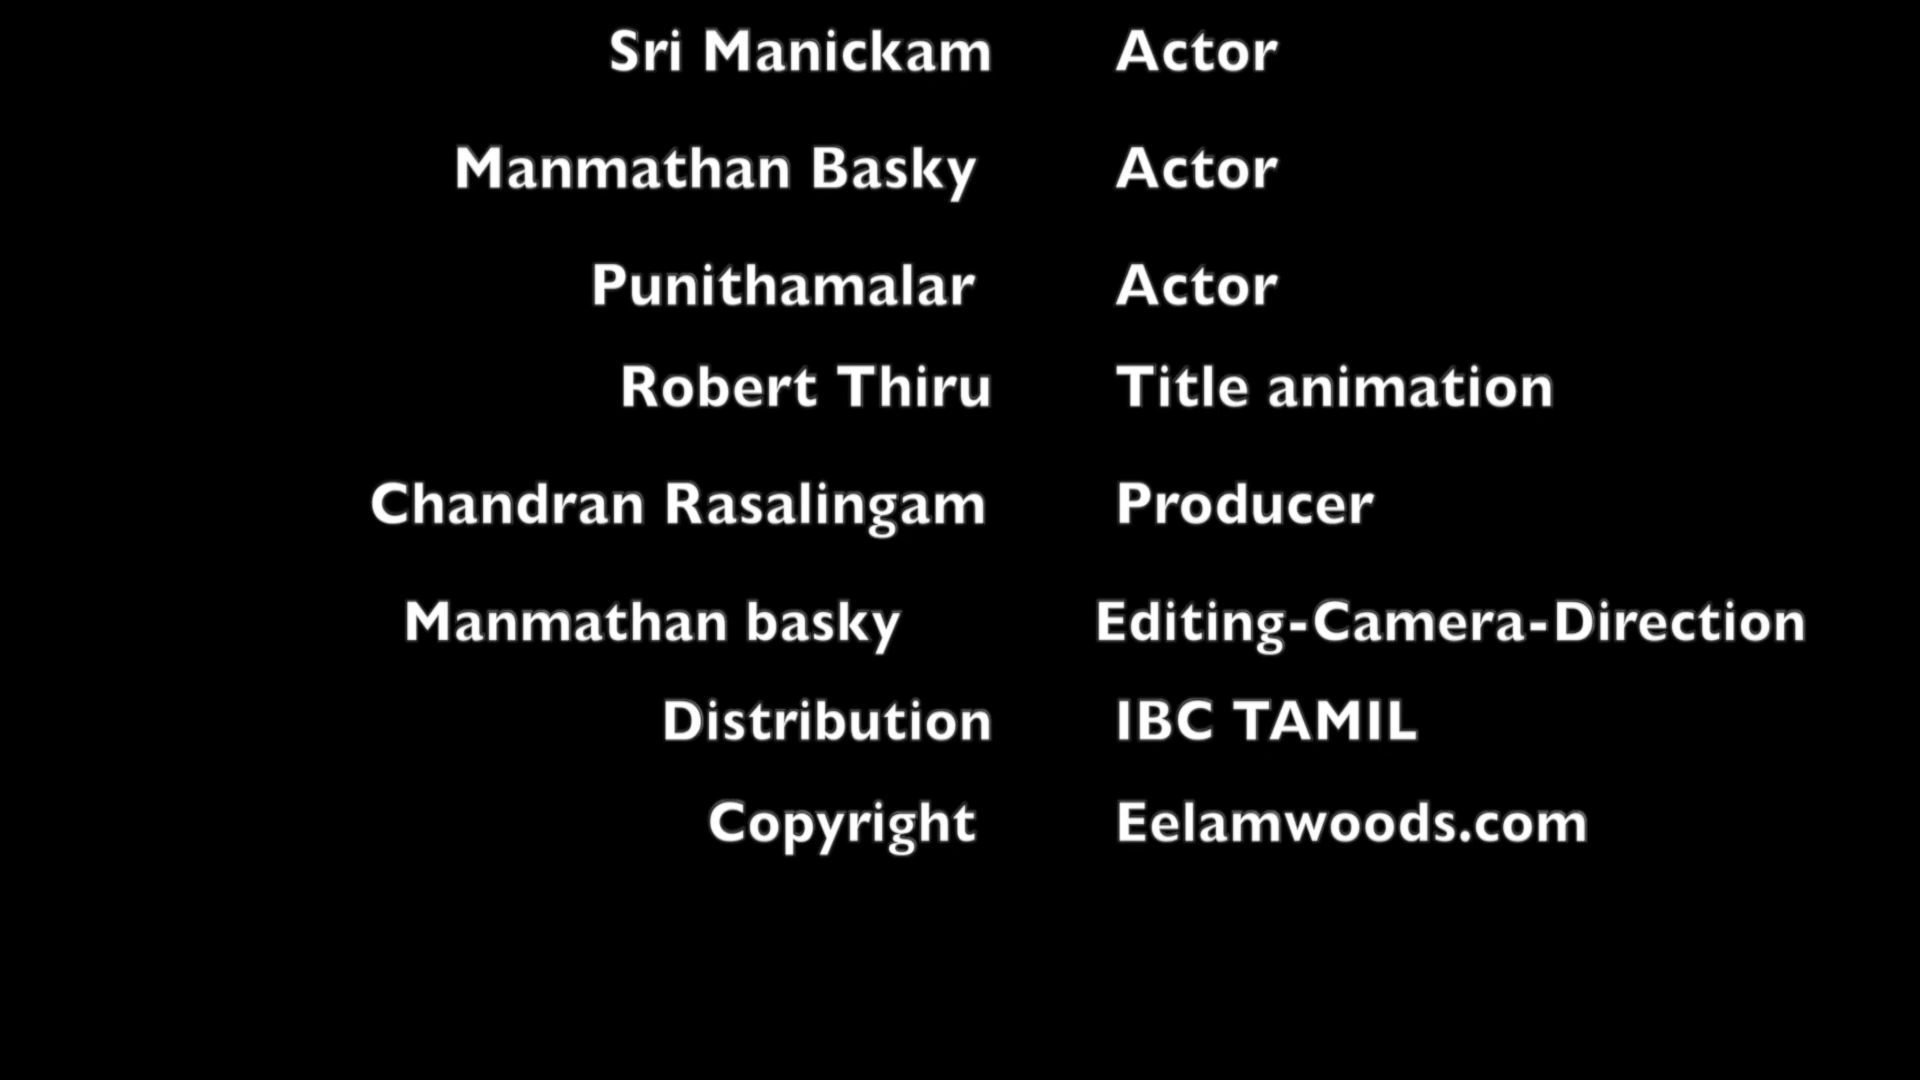 Sri Manickam Actor
Manmathan Basky Actor
Punithamalar Actor
Robert Thiru Title animation
Chandran Rasalingam Producer
Manmathan basky Editing-Camera-Direction
Distribution IBC TAMIL
Copyright Eelamwoods.com